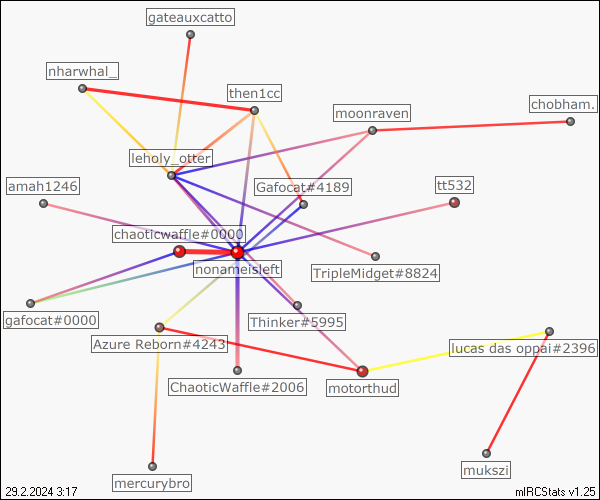 gateauxcatto
nharwhal_
then1cc
chobham.
moonraven
leholy_otter
amah1246
Gafocat#4189
tt532
chaoticwaffle#0000
nonameisleft
TripleMidget#8824
gafocat#0000
Thinker#5995
Azure Reborn#4243
lucas das oppai#2396
ChaoticWaffle#2006
motorthud
mukszi
mercurybro
29.2.2024 3:17
mIRCStats v1.25